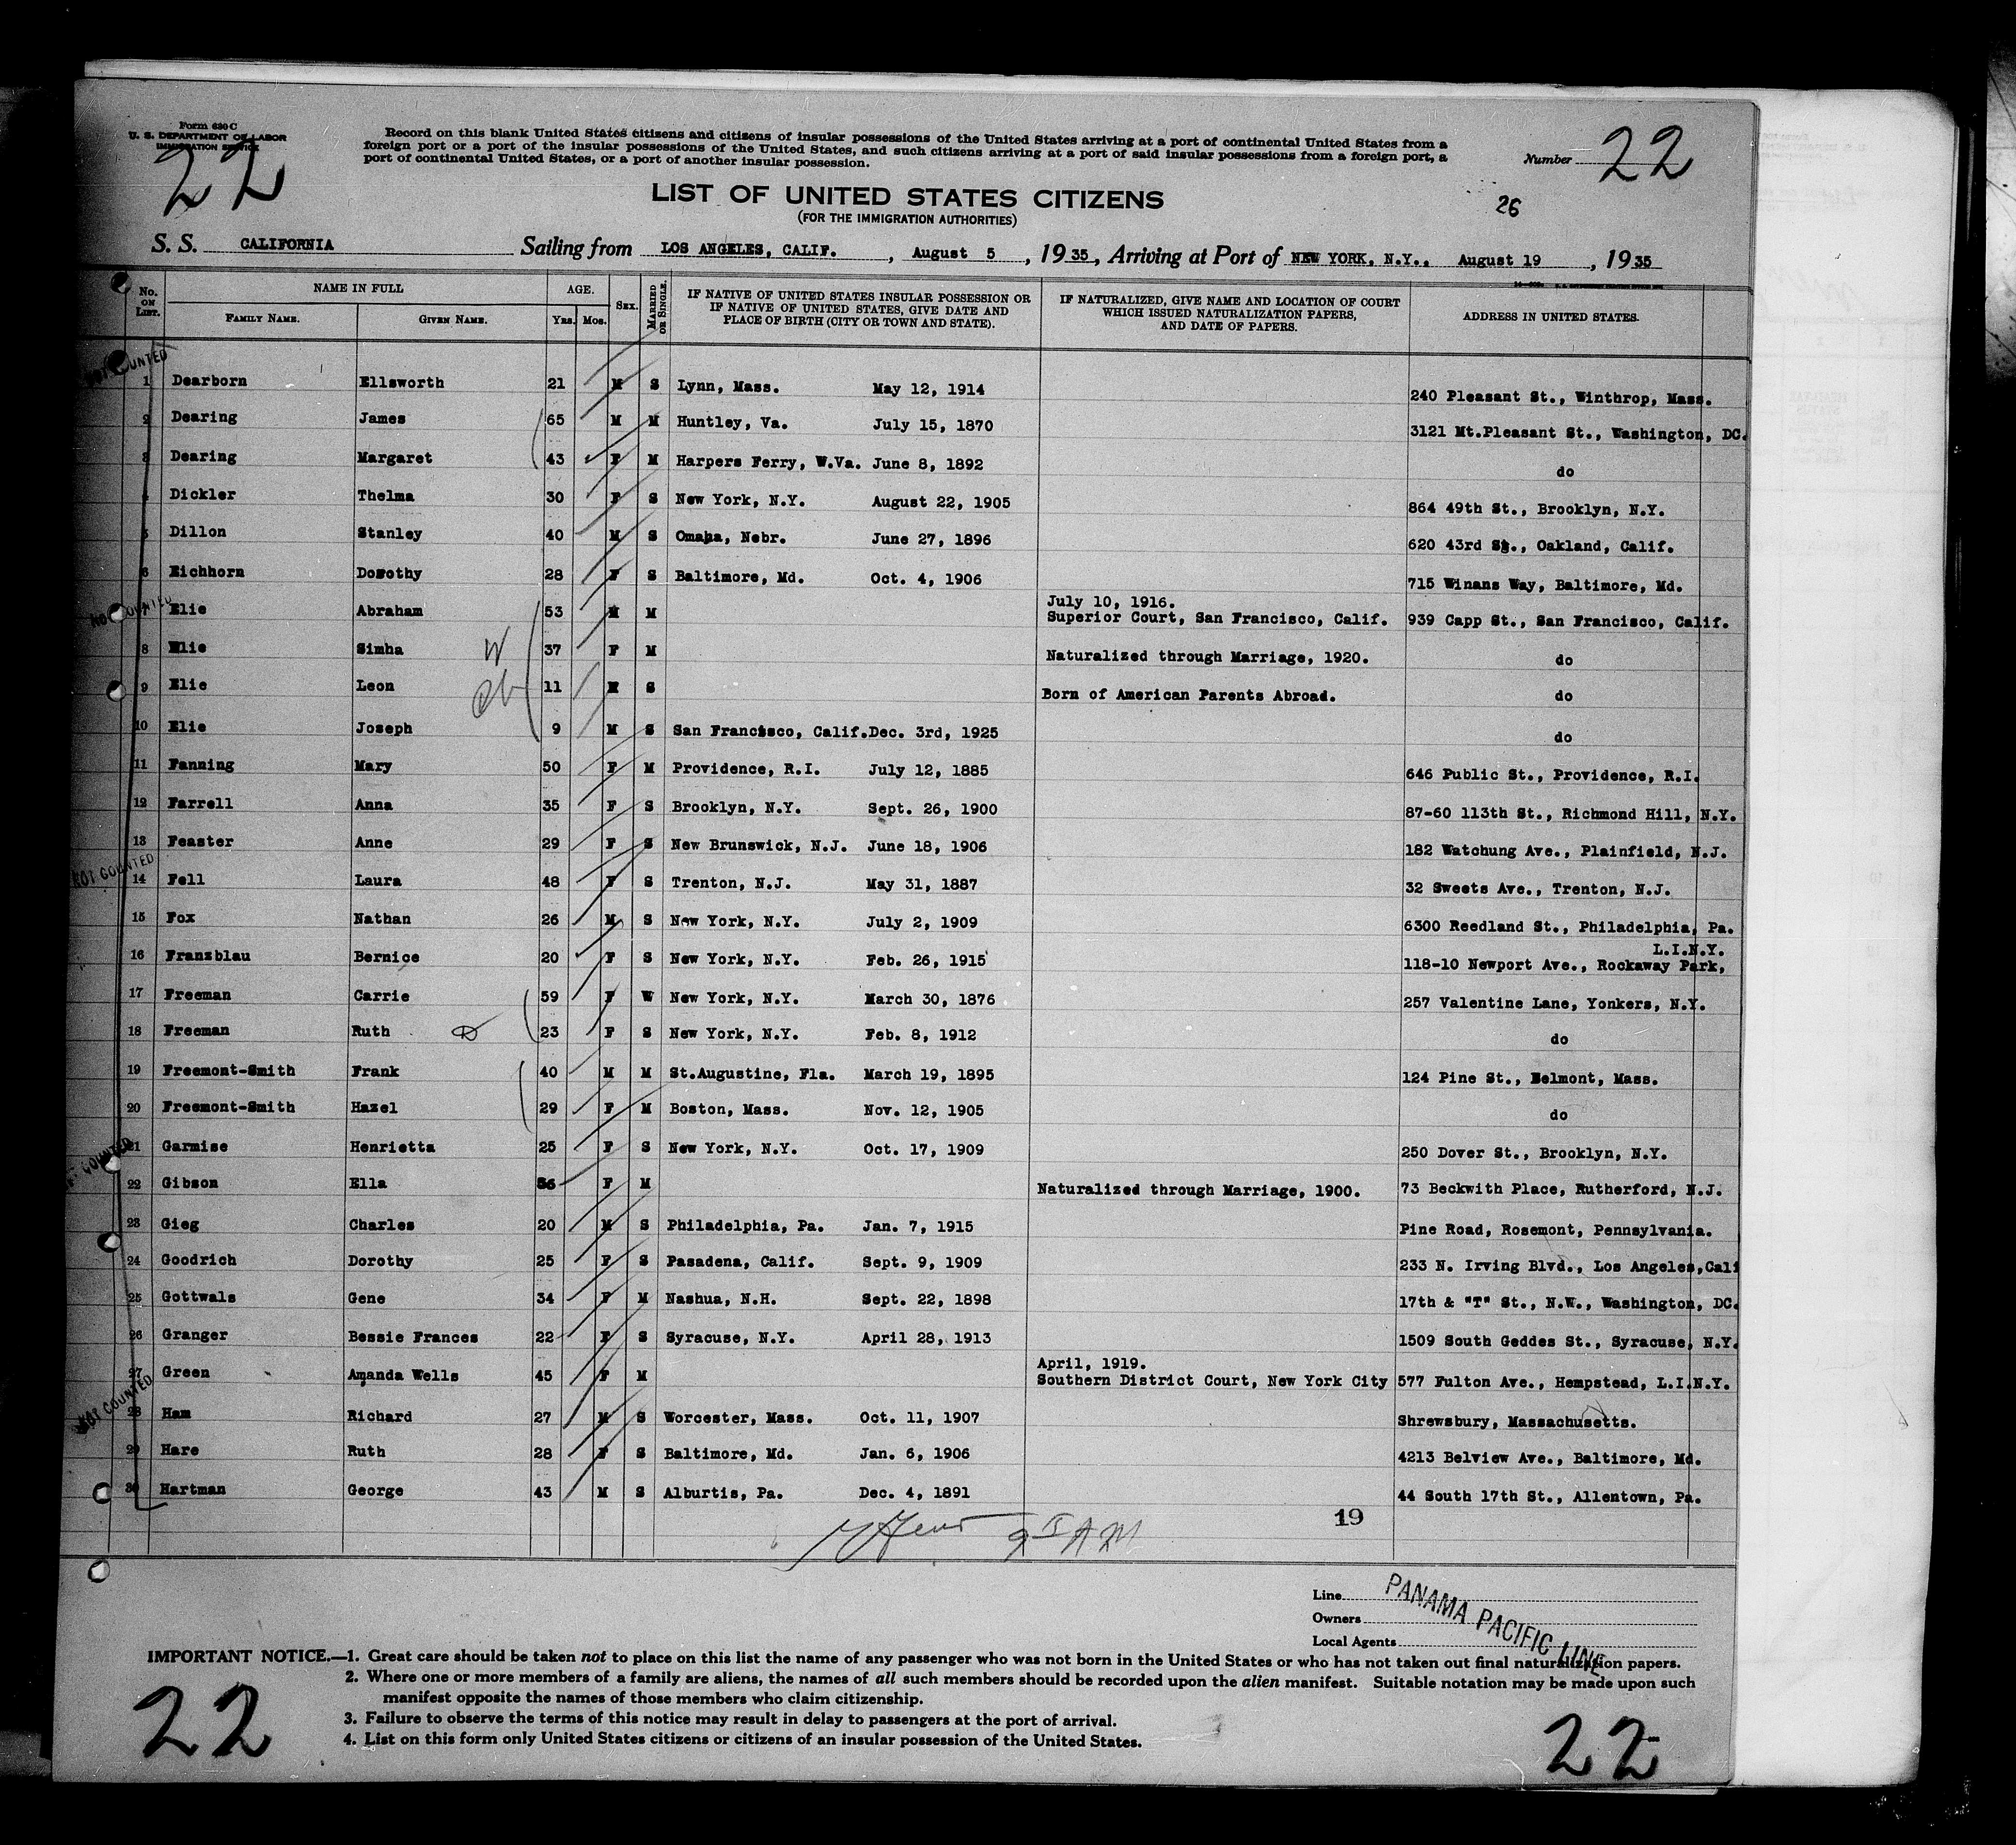 Form 630 C
U. S. DEPARTMENT OF LABOR
IMMIGRATION SERVICE
22
Record on this blank United States citizens and citizens of insular possessions of the United States arriving at a port of continental United States from a
foreign port or a port of the insular possessions of the United States, and such citizens arriving at a port of said insular possessions from a foreign port, a
port of continental United States, or a port of another insular possession.
Number 22
LIST OF UNITED STATES CITIZENS
(FOR THE IMMIGRATION AUTHORITIES)
26
S. S. CALIFORNIA Sailing from LOS ANGELES, CALIF. , August 5 , 1935, Arriving at Port of NEW YORK, N.Y., August 19 , 1935
No. ON LIST. NAME IN FULL AGE. SEX. MARRIED OR SINGLE. IF NATIVE OF UNITED STATES INSULAR POSSESSION OR IF NATIVE OF UNITED STATES, GIVE DATE AND PLACE OF BIRTH (CITY OR TOWN AND STATE). IF NATURALIZED, GIVE NAME AND LOCATION OF COURT WHICH ISSUED NATURALIZATION PAPERS, AND DATE OF PAPERS. ADDRESS IN UNITED STATES.
FAMILY NAME. GIVEN NAME. Yrs. Mos.
NOT COUNTED
1 Dearborn Ellsworth 21 M S Lynn, Mass. May 12, 1914 240 Pleasant St., Winthrop, Mass.
2 Dearing James 65 M M Huntley, Va. July 15, 1870 3121 Mt.Pleasant St., Washington, DC.
3 Dearing Margaret 43 F M Harpers Ferry, W.Va. June 8, 1892 do
4 Dickler Thelma 30 F S New York, N.Y. August 22, 1905 864 49th St., Brooklyn, N.Y.
5 Dillon Stanley 40 M S Omaha, Nebr. June 27, 1896 620 43rd St., Oakland, Calif.
6 Eichhorn Dorothy 28 F S Baltimore, Md. Oct. 4, 1906 715 Winans Way, Baltimore, Md.
NOT COUNTED
7 Elie Abraham 53 M M July 10, 1916. Superior Court, San Francisco, Calif. 939 Capp St., San Francisco, Calif.
8 Elie Simha W 37 F M Naturalized through Marriage, 1920. do
9 Elie Leon Ch 11 M S Born of American Parents Abroad. do
10 Elie Joseph 9 M S San Francisco, Calif. Dec. 3rd, 1925 do
11 Fanning Mary 50 F M Providence, R.I. July 12, 1885 646 Public St., Providence, R.I.
12 Farrell Anna 35 F S Brooklyn, N.Y. Sept. 26, 1900 87-60 113th St., Richmond Hill, N.Y.
13 Feaster Anne 29 F S New Brunswick, N.J. June 18, 1906 182 Watchung Ave., Plainfield, N.J.
NOT COUNTED
14 Fell Laura 48 F S Trenton, N.J. May 31, 1887 32 Sweets Ave., Trenton, N.J.
15 Fox Nathan 26 M S New York, N.Y. July 2, 1909 6300 Reedland St., Philadelphia, Pa.
16 Franzblau Bernice 20 F S New York, N.Y. Feb. 26, 1915 L.I.N.Y. 118-10 Newport Ave., Rockaway Park,
17 Freeman Carrie 59 F W New York, N.Y. March 30, 1876 257 Valentine Lane, Yonkers, N.Y.
18 Freeman Ruth D 23 F S New York, N.Y. Feb. 8, 1912 do
19 Freemont-Smith Frank 40 M M St.Augustine, Fla. March 19, 1895 124 Pine St., Belmont, Mass.
20 Freemont-Smith Hazel 29 F M Boston, Mass. Nov. 12, 1905 do
NOT COUNTED
21 Garmise Henrietta 25 F S New York, N.Y. Oct. 17, 1909 250 Dover St., Brooklyn, N.Y.
22 Gibson Ella 56 F M Naturalized through Marriage, 1900. 73 Beckwith Place, Rutherford, N.J.
23 Gieg Charles 20 M S Philadelphia, Pa. Jan. 7, 1915 Pine Road, Rosemont, Pennsylvania.
24 Goodrich Dorothy 25 F S Pasadena, Calif. Sept. 9, 1909 233 N. Irving Blvd., Los Angeles,Cali
25 Gottwals Gene 34 F M Nashua, N.H. Sept. 22, 1898 17th & "T" St., N.W., Washington, DC.
26 Granger Bessie Frances 22 F S Syracuse, N.Y. April 28, 1913 1509 South Geddes St., Syracuse, N.Y.
27 Green Amanda Wells 45 F M April, 1919. Southern District Court, New York City 577 Fulton Ave., Hempstead, L.I.N.Y.
NOT COUNTED
28 Ham Richard 27 M S Worcester, Mass. Oct. 11, 1907 Shrewsbury, Massachusetts.
29 Hare Ruth 28 F S Baltimore, Md. Jan. 6, 1906 4213 Belview Ave., Baltimore, Md.
30 Hartman George 43 M S Alburtis, Pa. Dec. 4, 1891 44 South 17th St., Allentown, Pa.
19
Line
Owners
Local Agents
PANAMA PACIFIC LINE
IMPORTANT NOTICE.—1. Great care should be taken not to place on this list the name of any passenger who was not born in the United States or who has not taken out final naturalization papers.
2. Where one or more members of a family are aliens, the names of all such members should be recorded upon the alien manifest. Suitable notation may be made upon such
manifest opposite the names of those members who claim citizenship.
3. Failure to observe the terms of this notice may result in delay to passengers at the port of arrival.
4. List on this form only United States citizens or citizens of an insular possession of the United States.
22
22